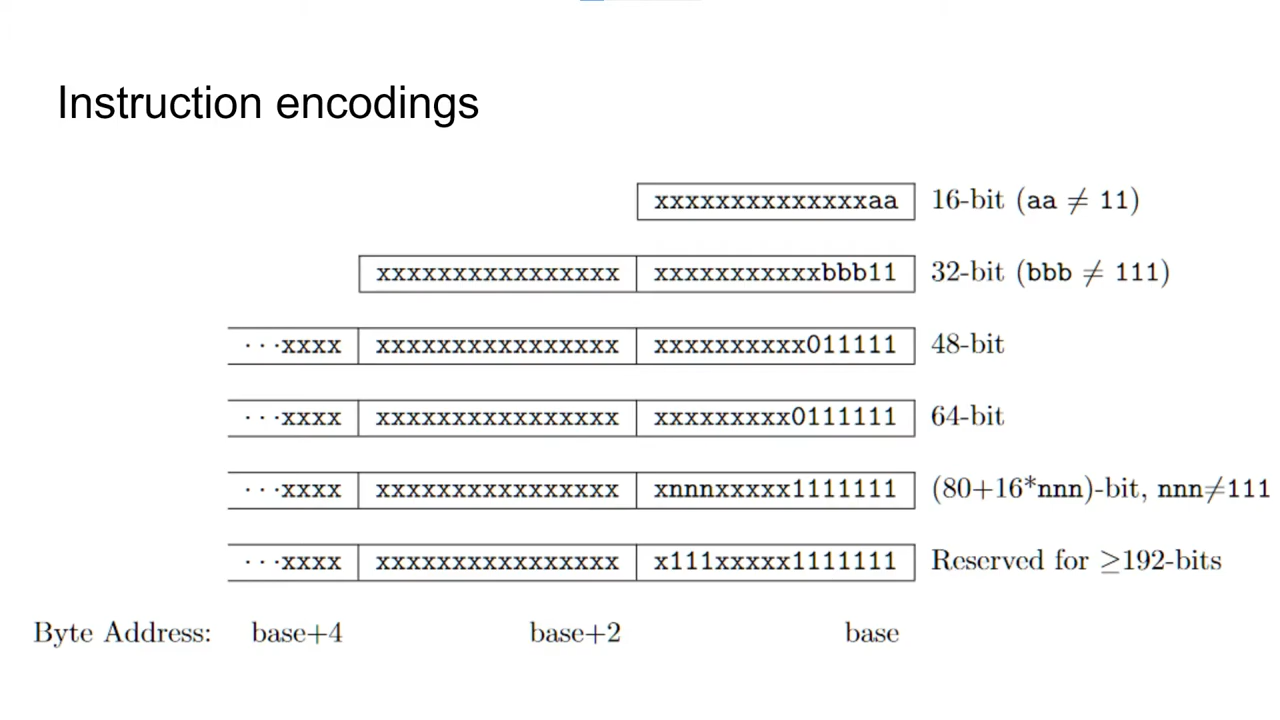 Instruction encodings
xxxxxxxxxxxxxxaa 16-bit (aa ≠ 11)
xxxxxxxxxxxxxxxx xxxxxxxxxxxbbb11 32-bit (bbb ≠ 111)
···xxxx xxxxxxxxxxxxxxxx xxxxxxxxxx011111 48-bit
···xxxx xxxxxxxxxxxxxxxx xxxxxxxxx0111111 64-bit
···xxxx xxxxxxxxxxxxxxxx xnnnxxxxx1111111 (80+16*nnn)-bit, nnn≠111
···xxxx xxxxxxxxxxxxxxxx x111xxxxx1111111 Reserved for ≥192-bits
Byte Address: base+4 base+2 base